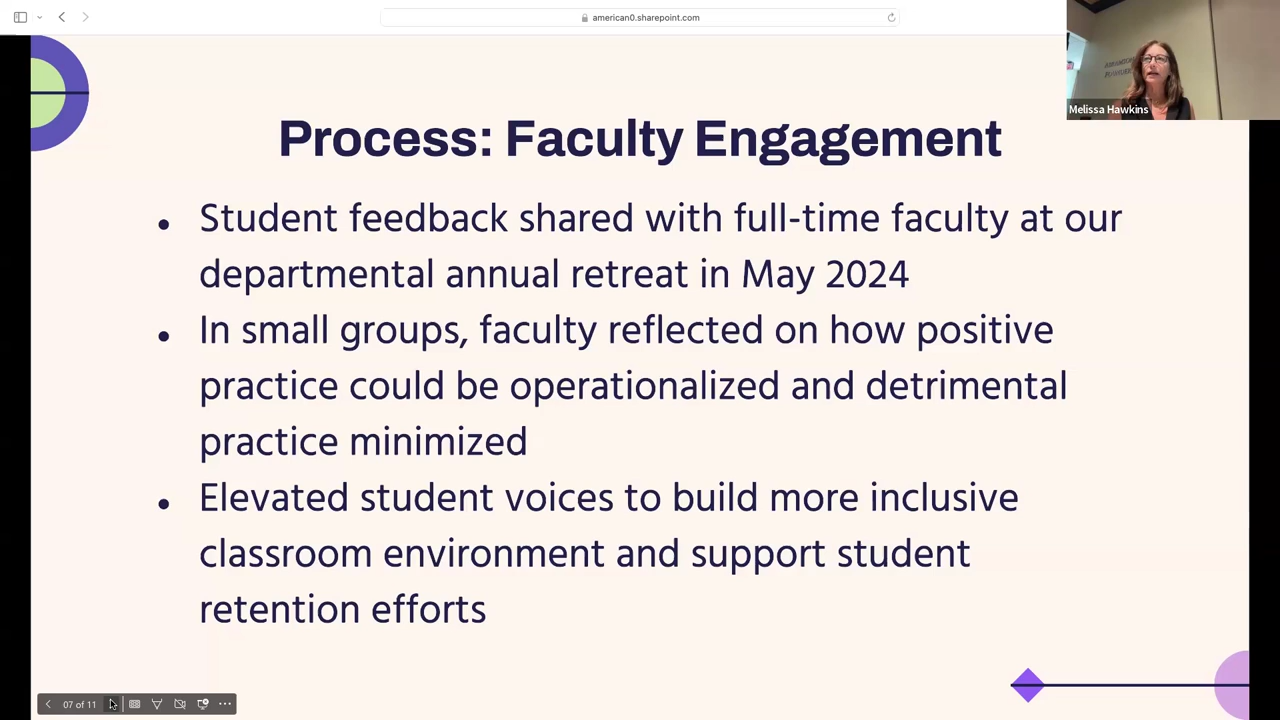 american0.sharepoint.com
Melissa Hawkins
Process: Faculty Engagement
• Student feedback shared with full-time faculty at our
departmental annual retreat in May 2024
• In small groups, faculty reflected on how positive
practice could be operationalized and detrimental
practice minimized
• Elevated student voices to build more inclusive
classroom environment and support student
retention efforts
07 of 11